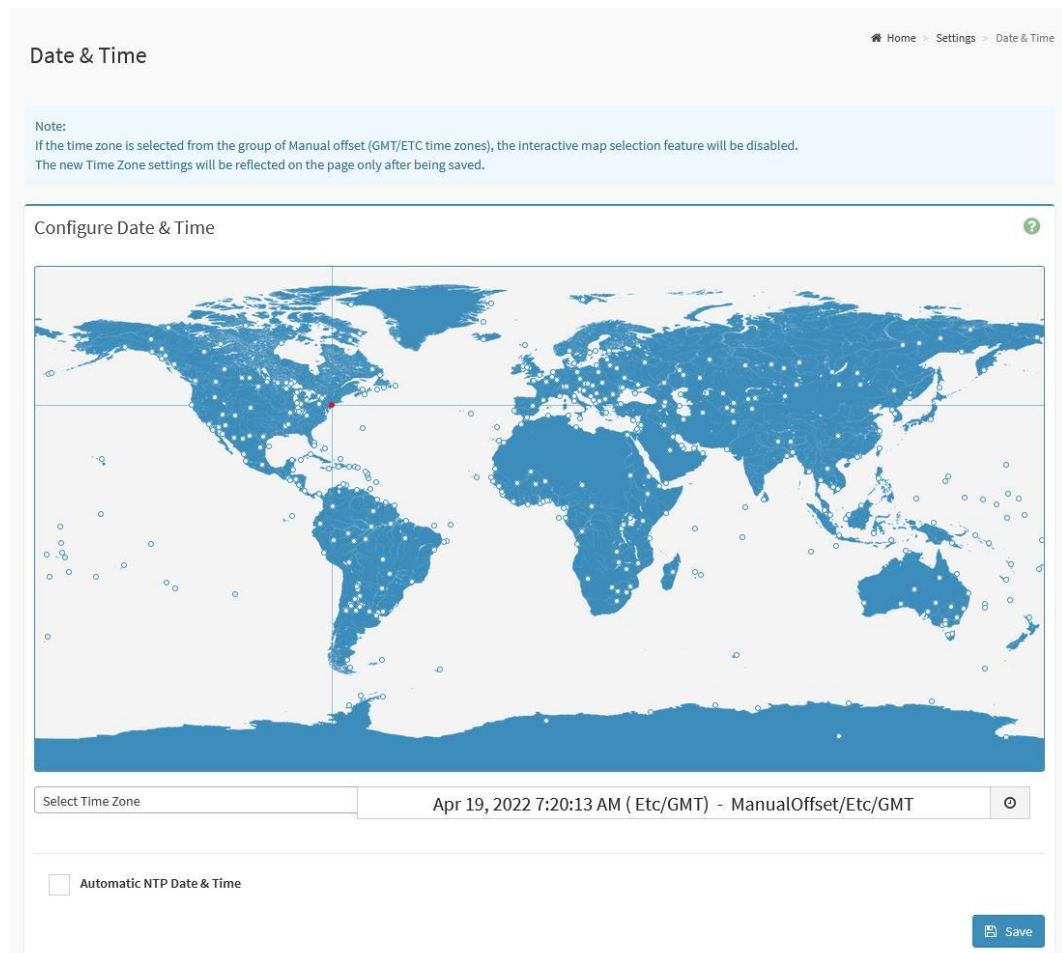 Home > Settings > Date & Time
Date & Time
Note:
If the time zone is selected from the group of Manual offset (GMT/ETC time zones), the interactive map selection feature will be disabled.
The new Time Zone settings will be reflected on the page only after being saved.
Configure Date & Time
Select Time Zone
Apr 19, 2022 7:20:13 AM ( Etc/GMT) - ManualOffset/Etc/GMT
Automatic NTP Date & Time
Save